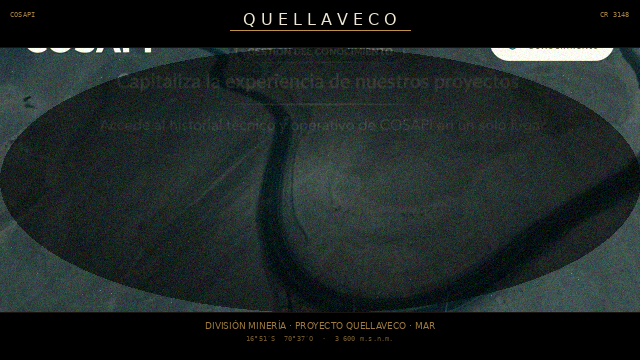 COSAPI
QUELLAVECO
CR 3148
COSAPI
GESTIÓN DEL CONOCIMIENTO
Capitaliza la experiencia de nuestros proyectos
Accede al historial técnico y operativo de COSAPI en un solo lugar
DIVISIÓN MINERÍA · PROYECTO QUELLAVECO · MAR
16°51'S 70°37'O · 3 600 m.s.n.m.